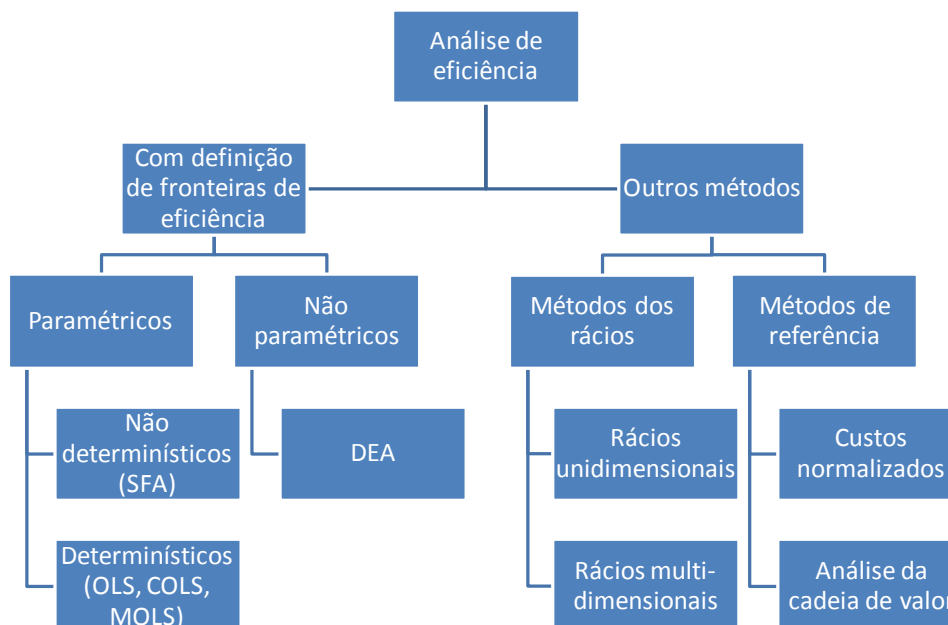 Análise de
eficiência
Com definição
de fronteiras de
eficiência
Outros métodos
Paramétricos
Não
paramétricos
Métodos dos
rácios
Métodos de
referência
Não
determinísticos
(SFA)
DEA
Rácios
unidimensionais
Custos
normalizados
Determinísticos
(OLS, COLS,
MOLS)
Rácios multi-
dimensionais
Análise da
cadeia de valor